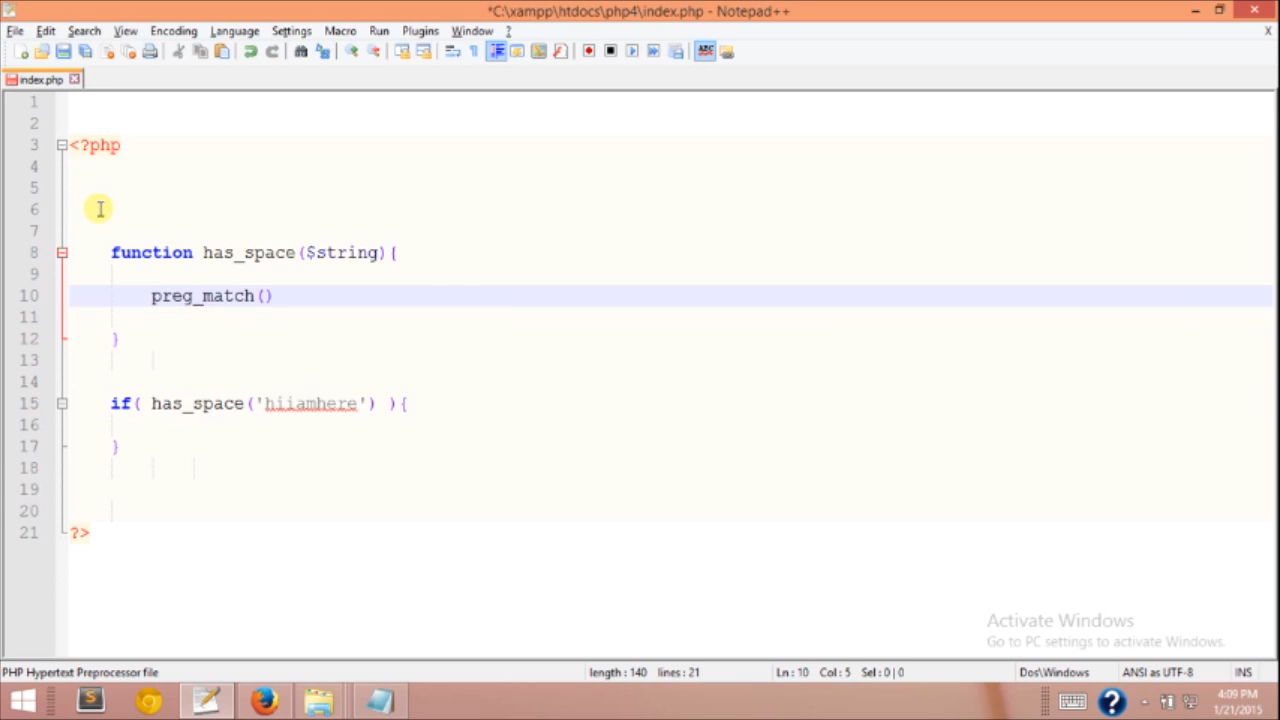 *C:\xampp\htdocs\php4\index.php - Notepad++
File Edit Search View Encoding Language Settings Macro Run Plugins Window ? X
index.php
1
2
3 <?php
4
5
6
7
8 function has_space($string){
9
10 preg_match()
11
12 }
13
14
15 if( has_space('hiiamhere') ){
16
17 }
18
19
20
21 ?>
Activate Windows
Go to PC settings to activate Windows.
PHP Hypertext Preprocessor file length : 140 lines : 21 Ln : 10 Col : 5 Sel : 0 | 0 Dos\Windows ANSI as UTF-8 INS
4:09 PM
1/21/2015